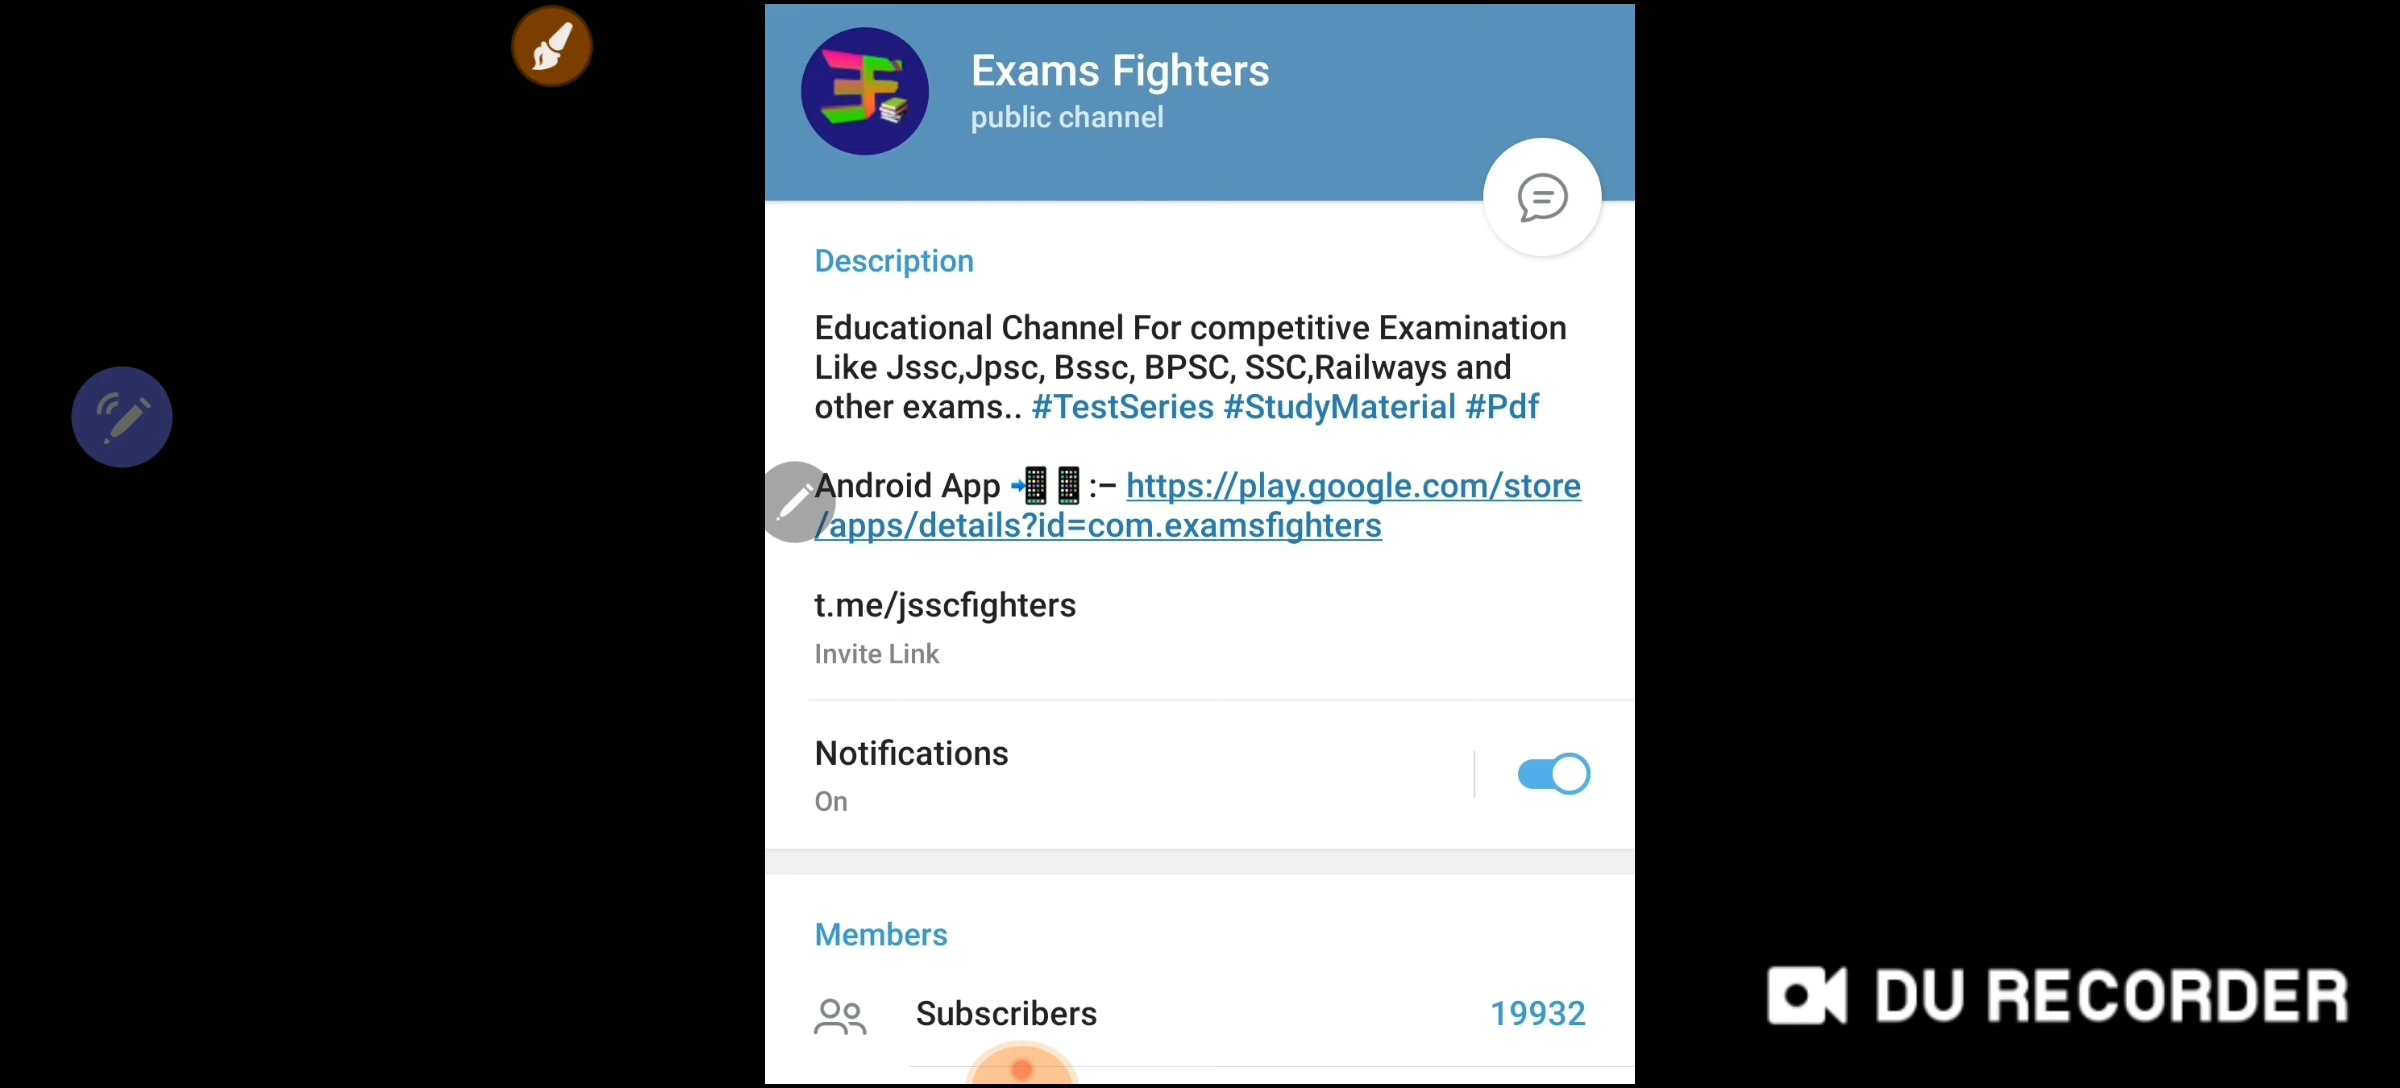 Exams Fighters
public channel
Description
Educational Channel For competitive Examination
Like Jssc,Jpsc, Bssc, BPSC, SSC,Railways and
other exams.. #TestSeries #StudyMaterial #Pdf
Android App 📲📱:– https://play.google.com/store
/apps/details?id=com.examsfighters
t.me/jsscfighters
Invite Link
Notifications
On
Members
Subscribers 19932
DU RECORDER